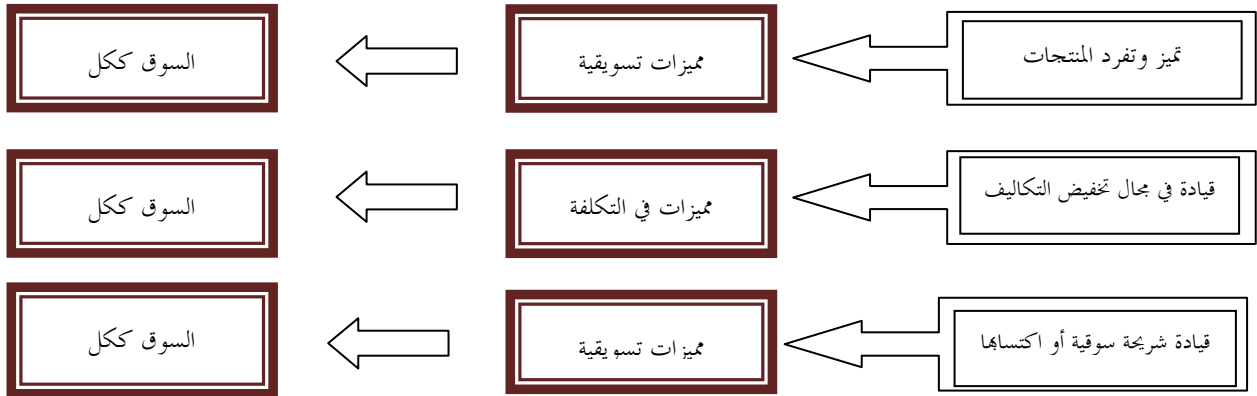 تميز وتفرد المنتجات
مميزات تسويقية
السوق ككل
قيادة في مجال تخفيض التكاليف
مميزات في التكلفة
السوق ككل
قيادة شريحة سوقية أو اكتسابها
مميزات تسويقية
السوق ككل